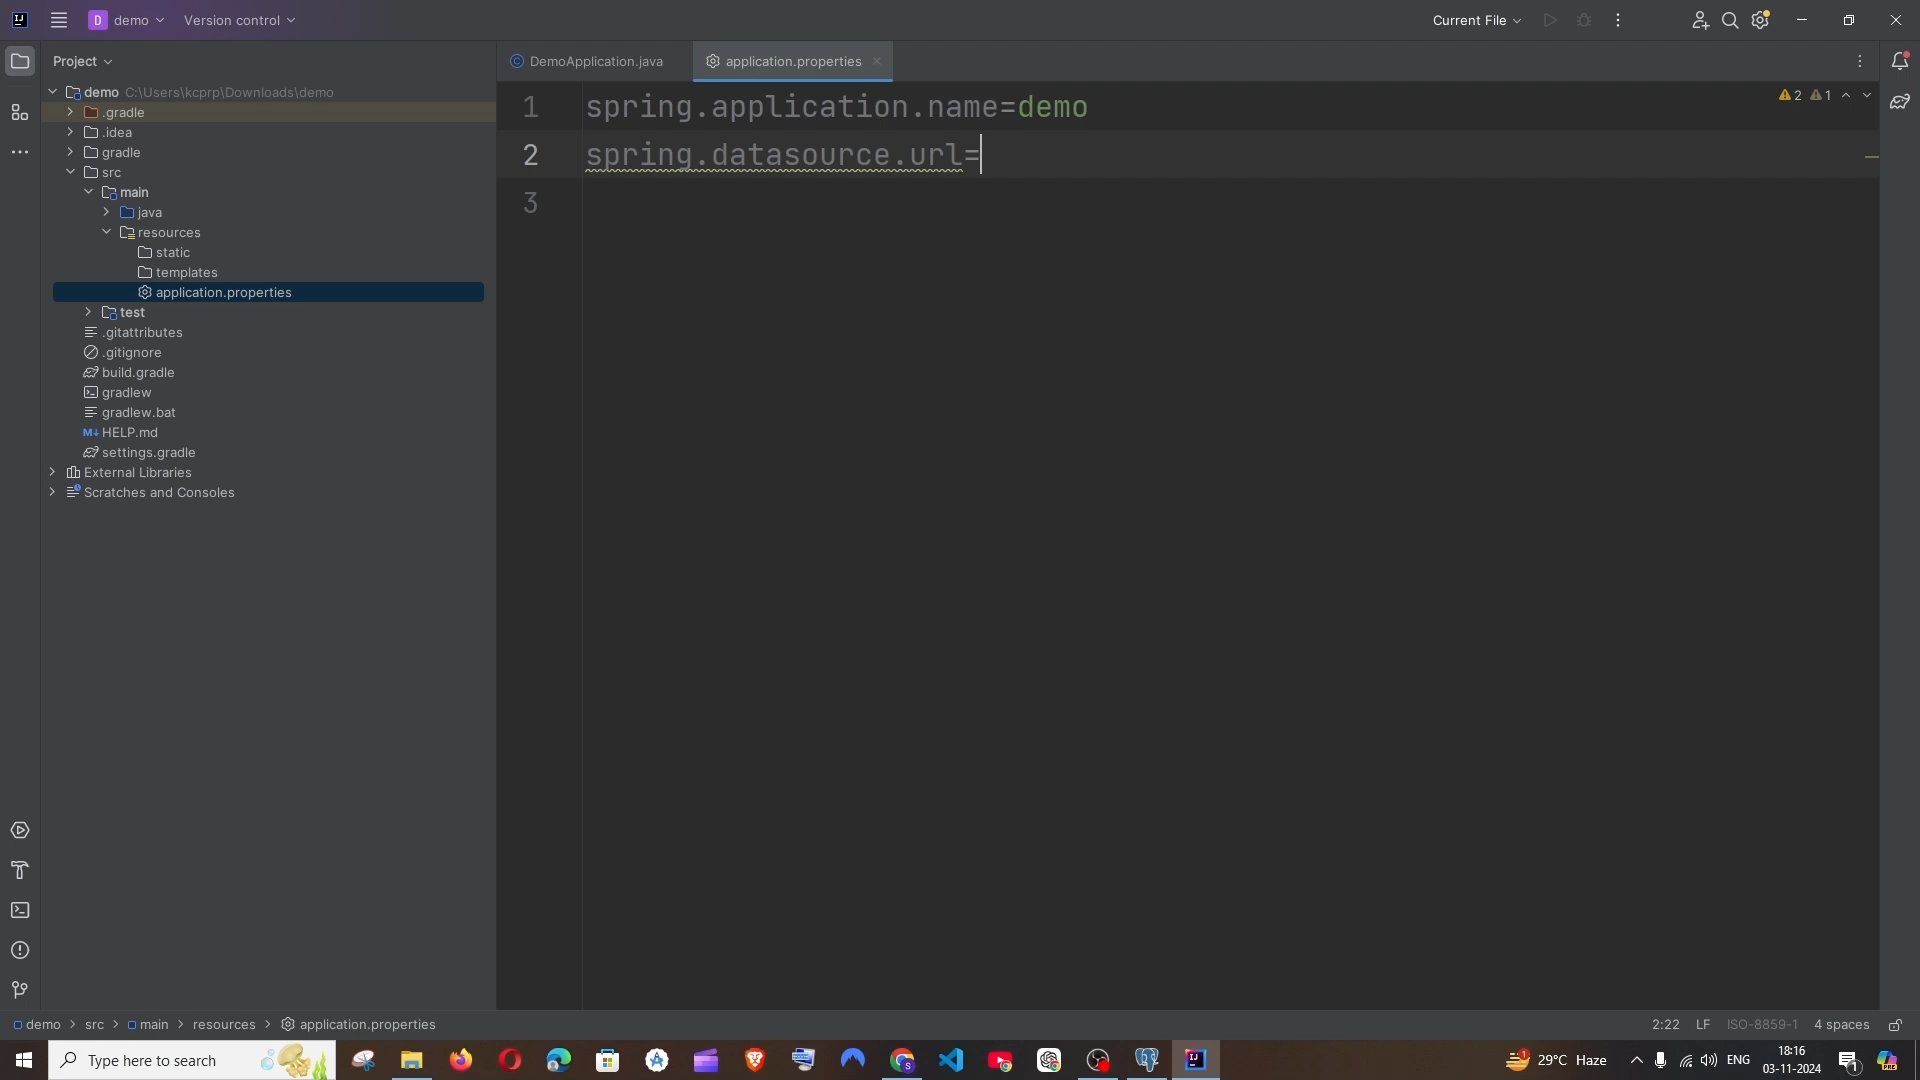 demo
Version control
Current File
Project
DemoApplication.java
application.properties
demo C:\Users\kcprp\Downloads\demo
.gradle
.idea
gradle
src
main
java
resources
static
templates
application.properties
test
.gitattributes
.gitignore
build.gradle
gradlew
gradlew.bat
HELP.md
settings.gradle
External Libraries
Scratches and Consoles
1 spring.application.name=demo
2 spring.datasource.url=
3
2 1
demo > src > main > resources > application.properties
2:22 LF ISO-8859-1 4 spaces
Type here to search
29°C Haze
ENG
18:16
03-11-2024